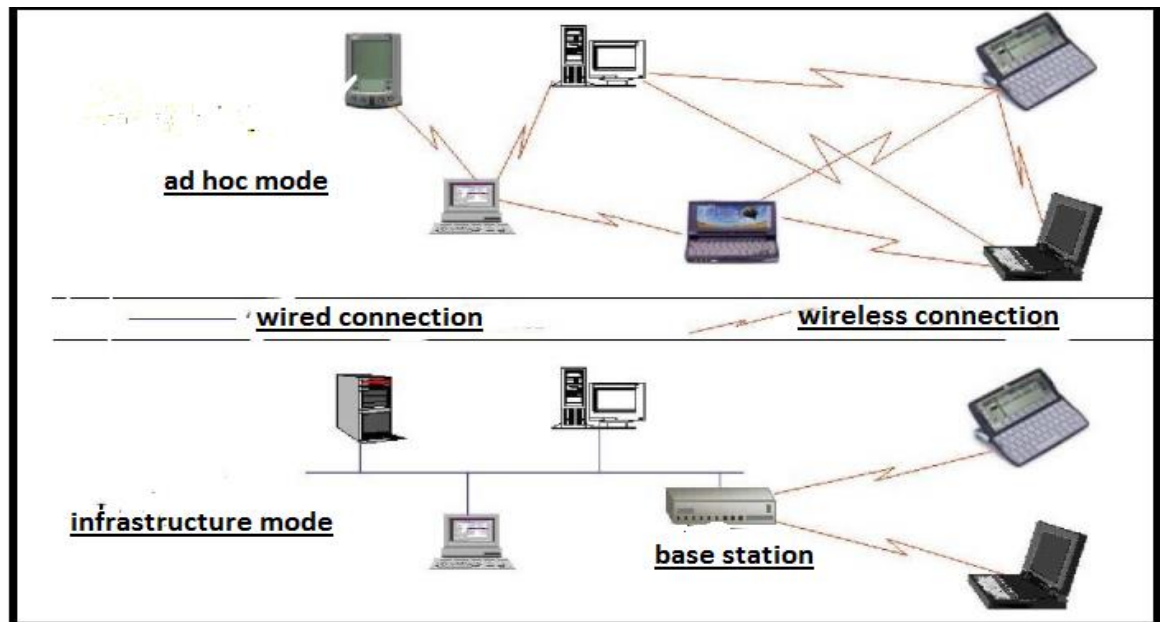 ad hoc mode
wired connection
wireless connection
infrastructure mode
base station